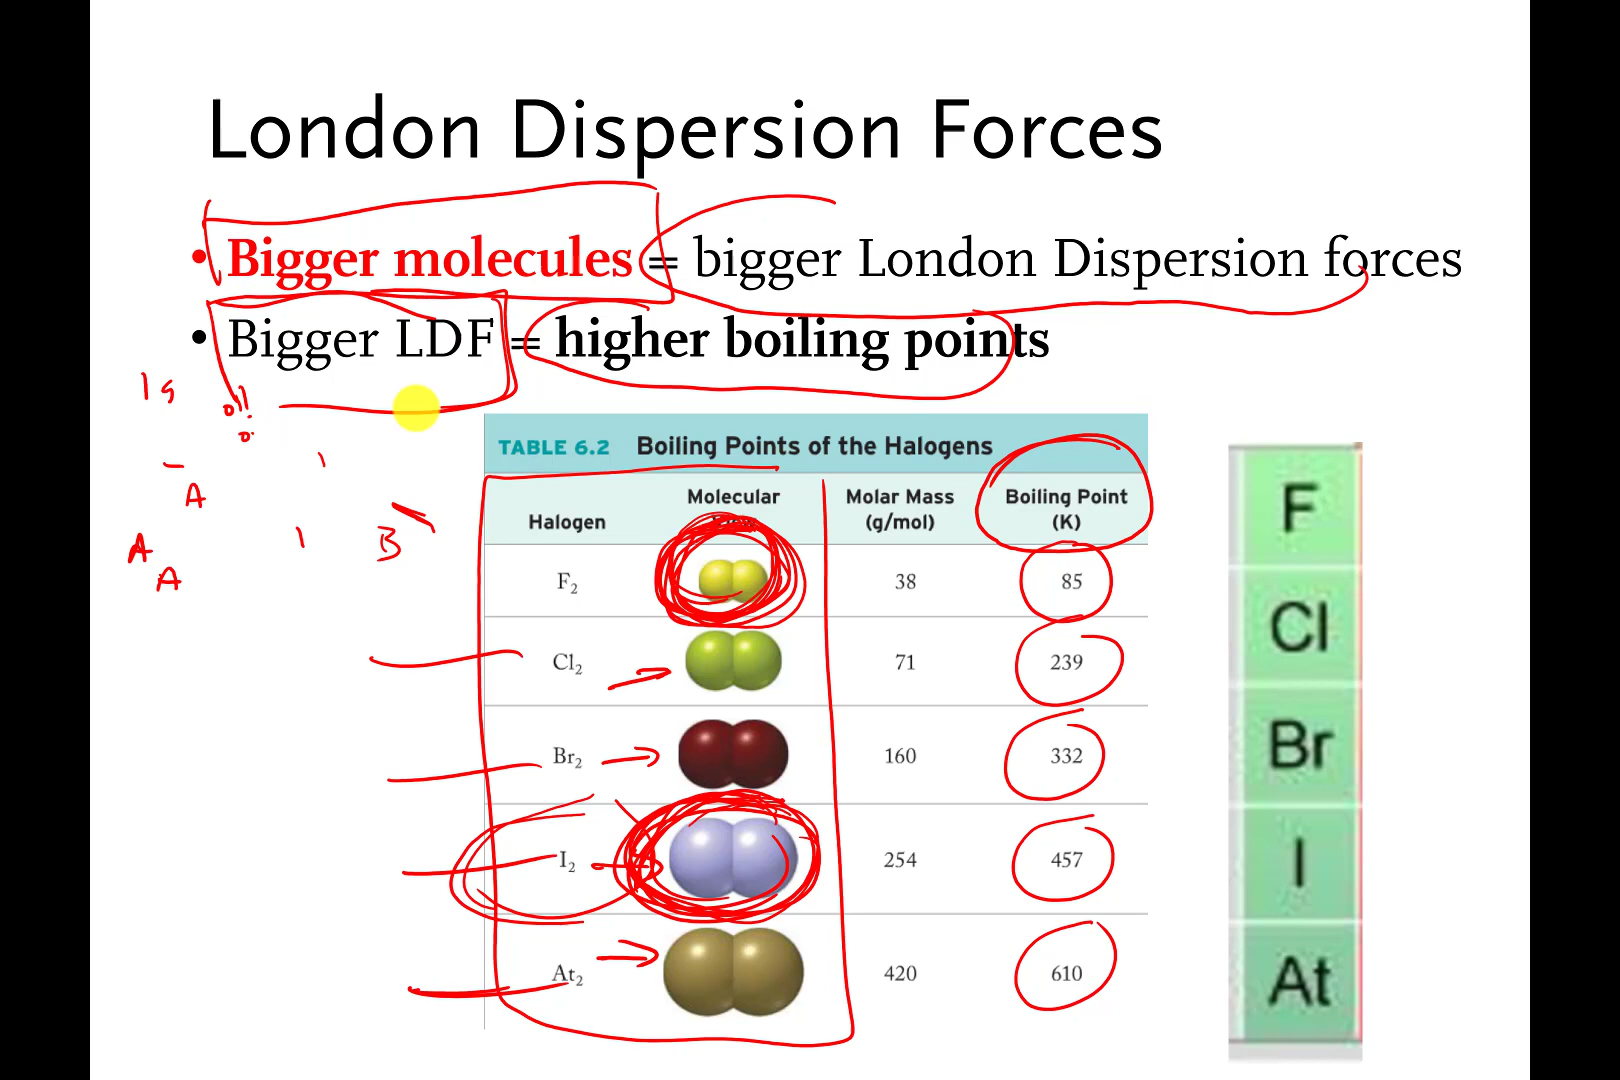 London Dispersion Forces
• Bigger molecules = bigger London Dispersion forces
• Bigger LDF = higher boiling points
A
A
A
B
TABLE 6.2 Boiling Points of the Halogens
Halogen Molecular Molar Mass (g/mol) Boiling Point (K)
F₂ 38 85
Cl₂ 71 239
Br₂ 160 332
I₂ 254 457
At₂ 420 610
F
Cl
Br
I
At